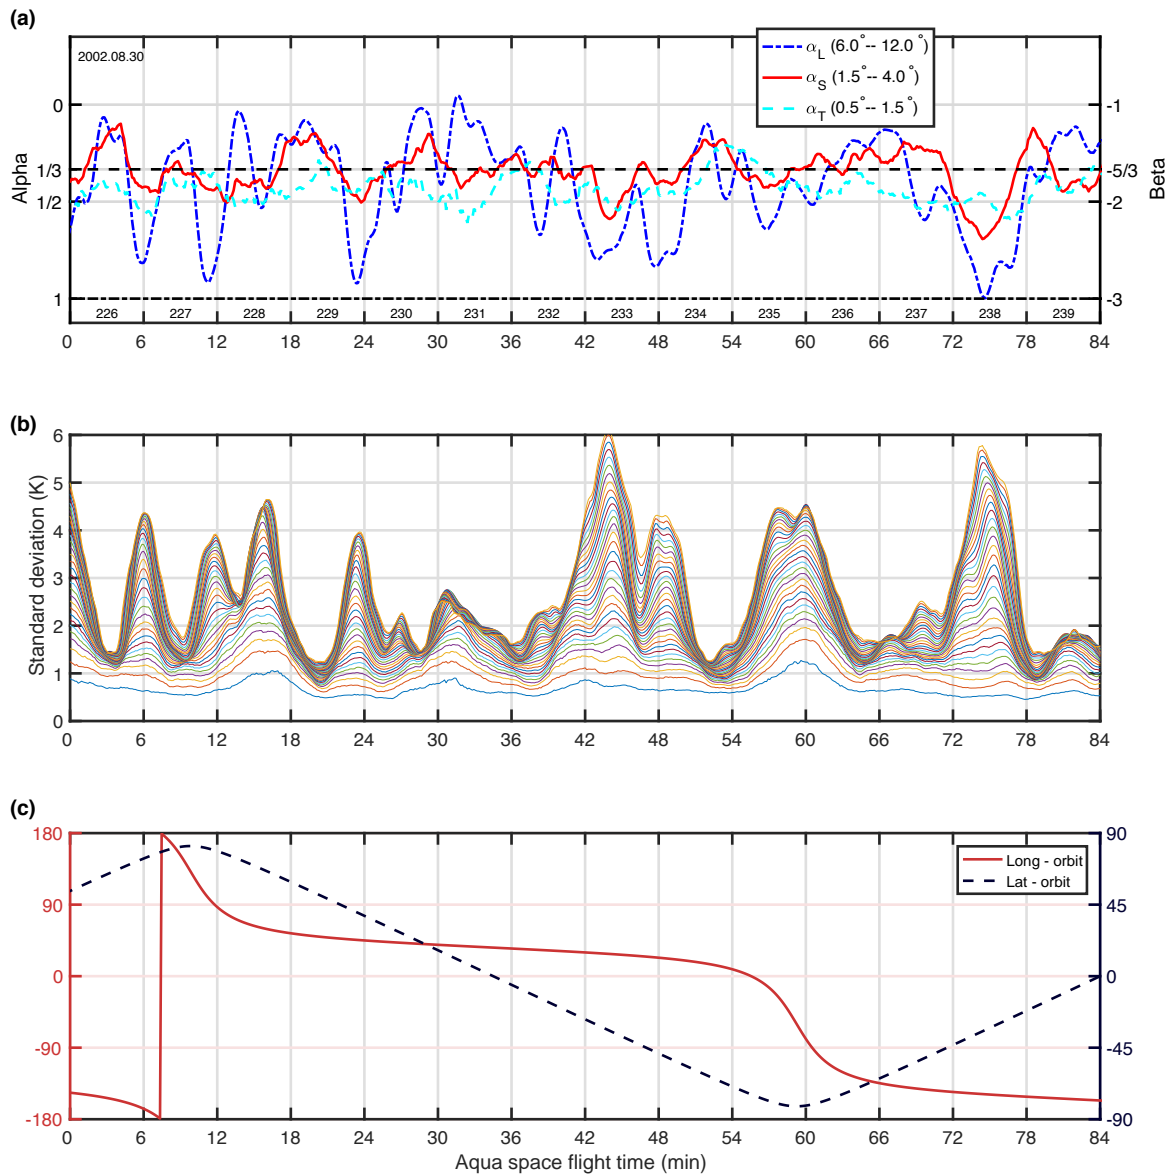 (a)
2002.08.30
α_L (6.0°-- 12.0°)
α_S (1.5°-- 4.0°)
α_T (0.5°-- 1.5°)
0
1/3
1/2
1
Alpha
-1
-5/3
-2
-3
Beta
226 227 228 229 230 231 232 233 234 235 236 237 238 239
0 6 12 18 24 30 36 42 48 54 60 66 72 78 84
(b)
6
5
4
3
2
1
0
Standard deviation (K)
0 6 12 18 24 30 36 42 48 54 60 66 72 78 84
(c)
180
90
0
-90
-180
Long - orbit
Lat - orbit
90
45
0
-45
-90
0 6 12 18 24 30 36 42 48 54 60 66 72 78 84
Aqua space flight time (min)